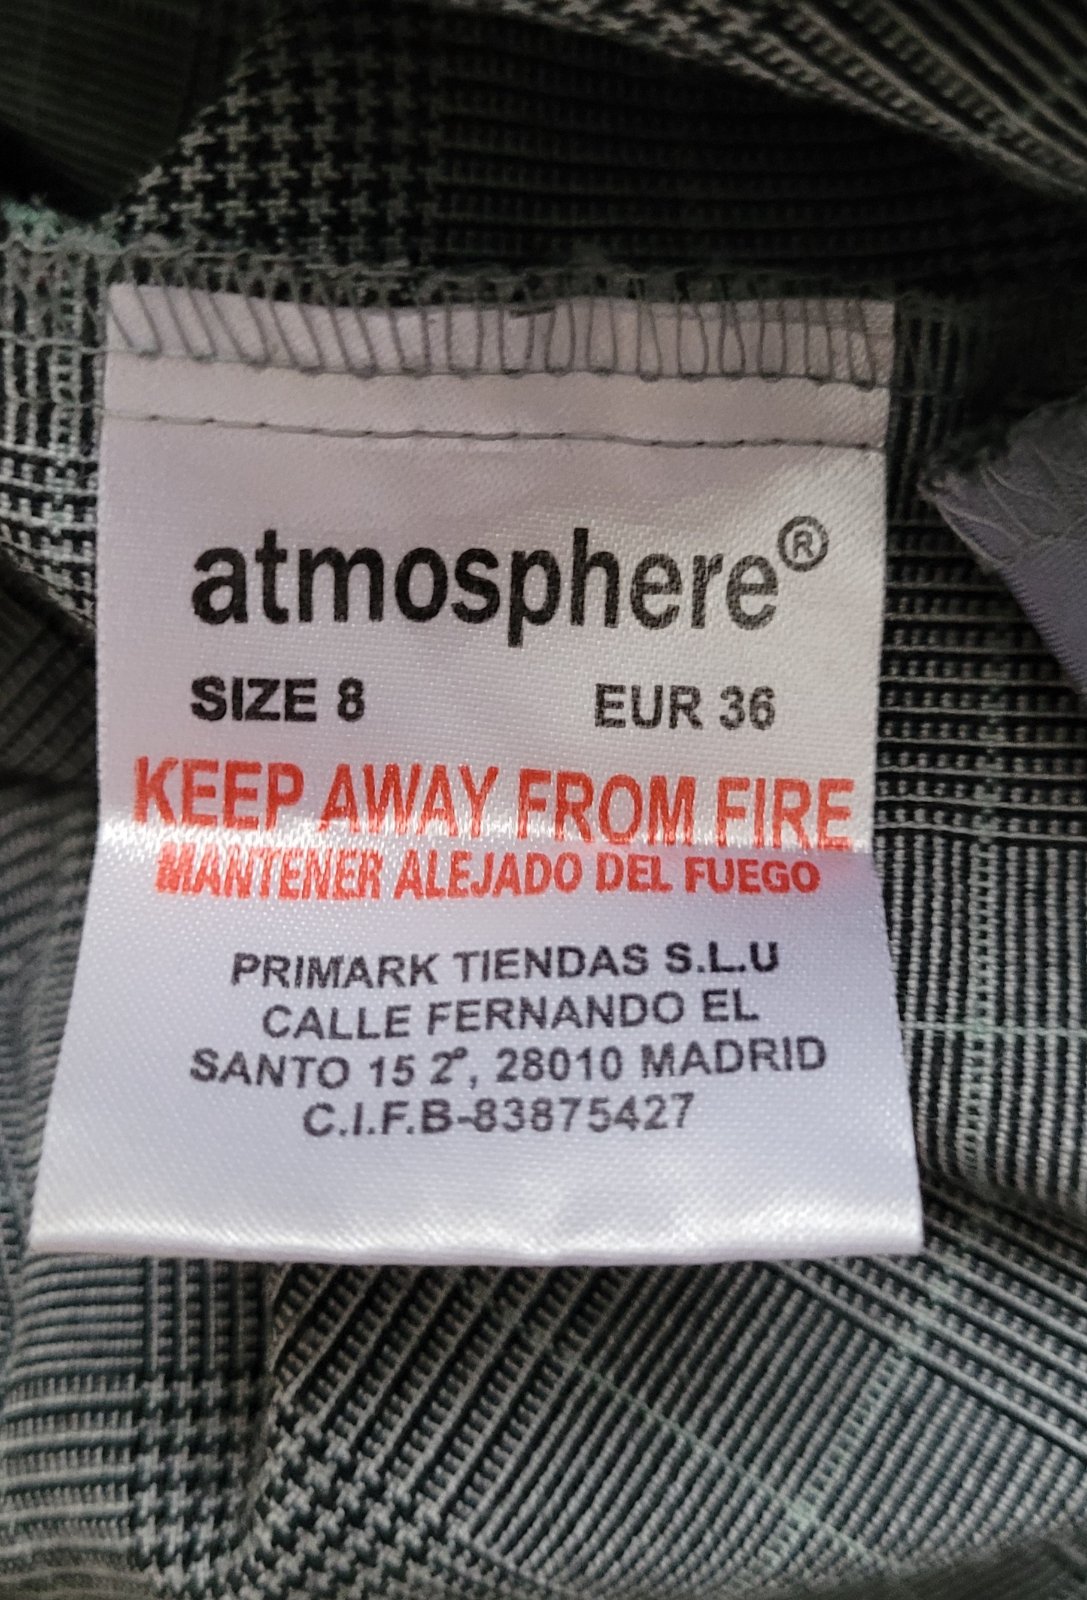 atmosphere®
SIZE 8 EUR 36
KEEP AWAY FROM FIRE
MANTENER ALEJADO DEL FUEGO
PRIMARK TIENDAS S.L.U
CALLE FERNANDO EL
SANTO 15 2º, 28010 MADRID
C.I.F.B-83875427